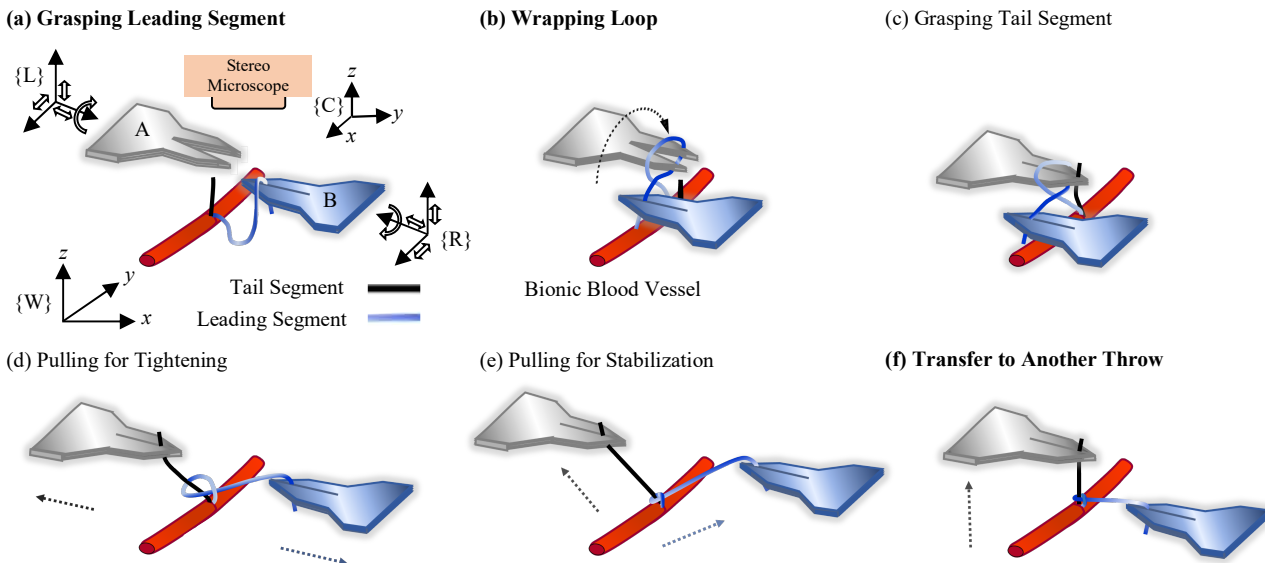 (a) Grasping Leading Segment
(b) Wrapping Loop
(c) Grasping Tail Segment
{L}
Stereo
Microscope
{C}
z
y
x
A
B
{R}
{W}
z
y
x
Tail Segment
Leading Segment
Bionic Blood Vessel
(d) Pulling for Tightening
(e) Pulling for Stabilization
(f) Transfer to Another Throw